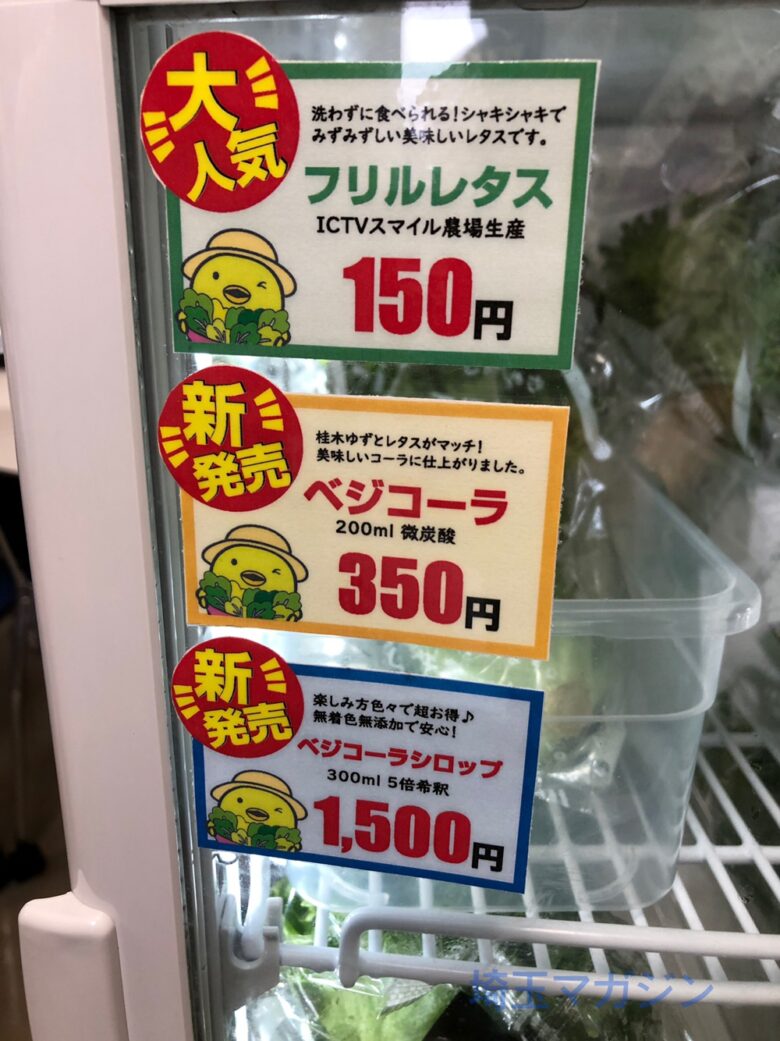 大
人気
洗わずに食べられる!シャキシャキで
みずみずしい美味しいレタスです。
フリルレタス
ICTVスマイル農場生産
150円
新
発売
桂木ゆずとレタスがマッチ!
美味しいコーラに仕上がりました。
ベジコーラ
200ml 微炭酸
350円
新
発売
楽しみ方色々で超お得♪
無着色無添加で安心!
ベジコーラシロップ
300ml 5倍希釈
1,500円
埼玉マガジン